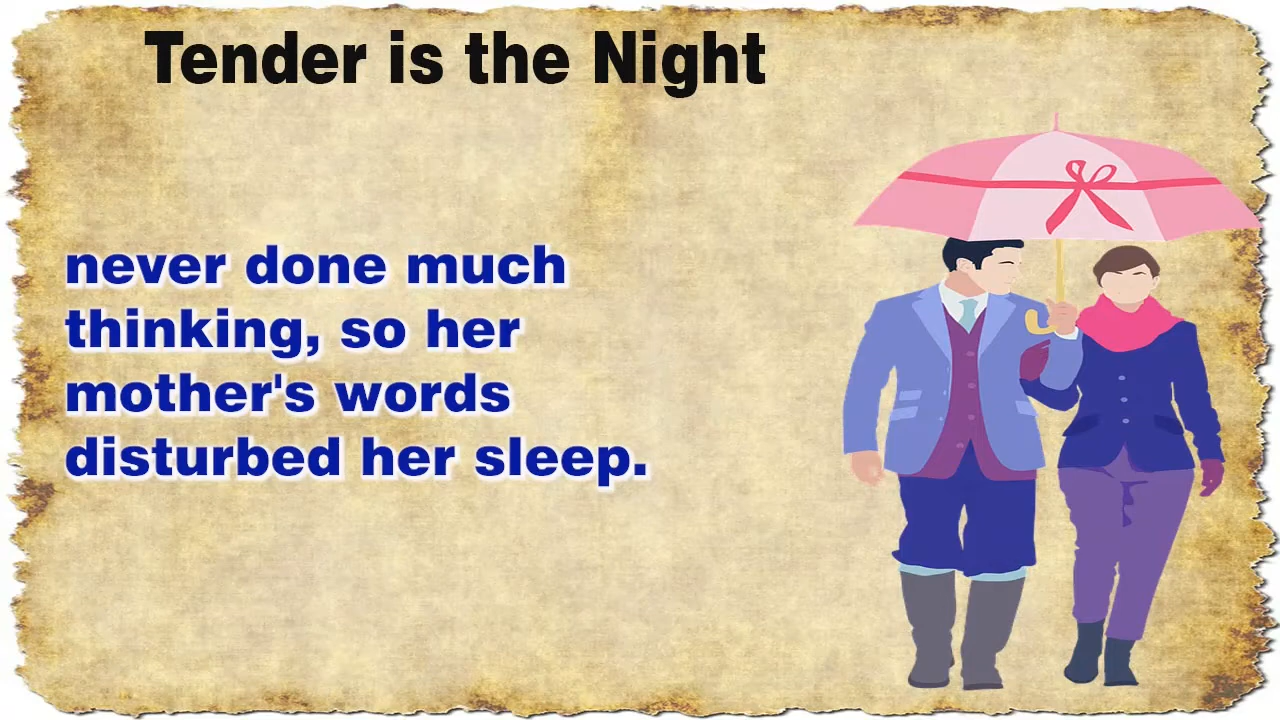 Tender is the Night
never done much
thinking, so her
mother's words
disturbed her sleep.